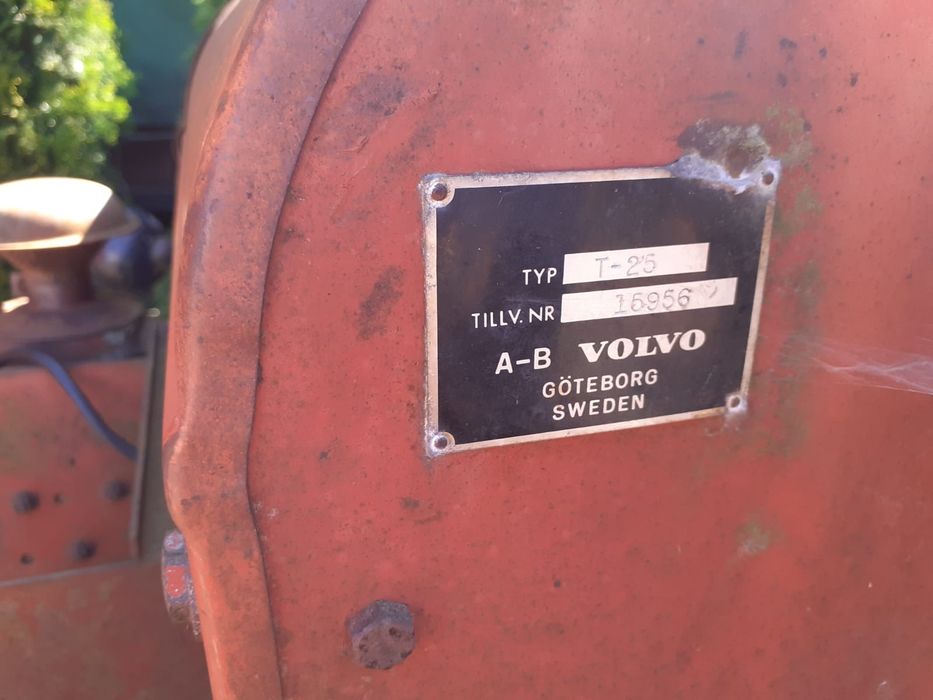 TYP T-25
TILLV. NR 15956
A-B VOLVO
GÖTEBORG
SWEDEN